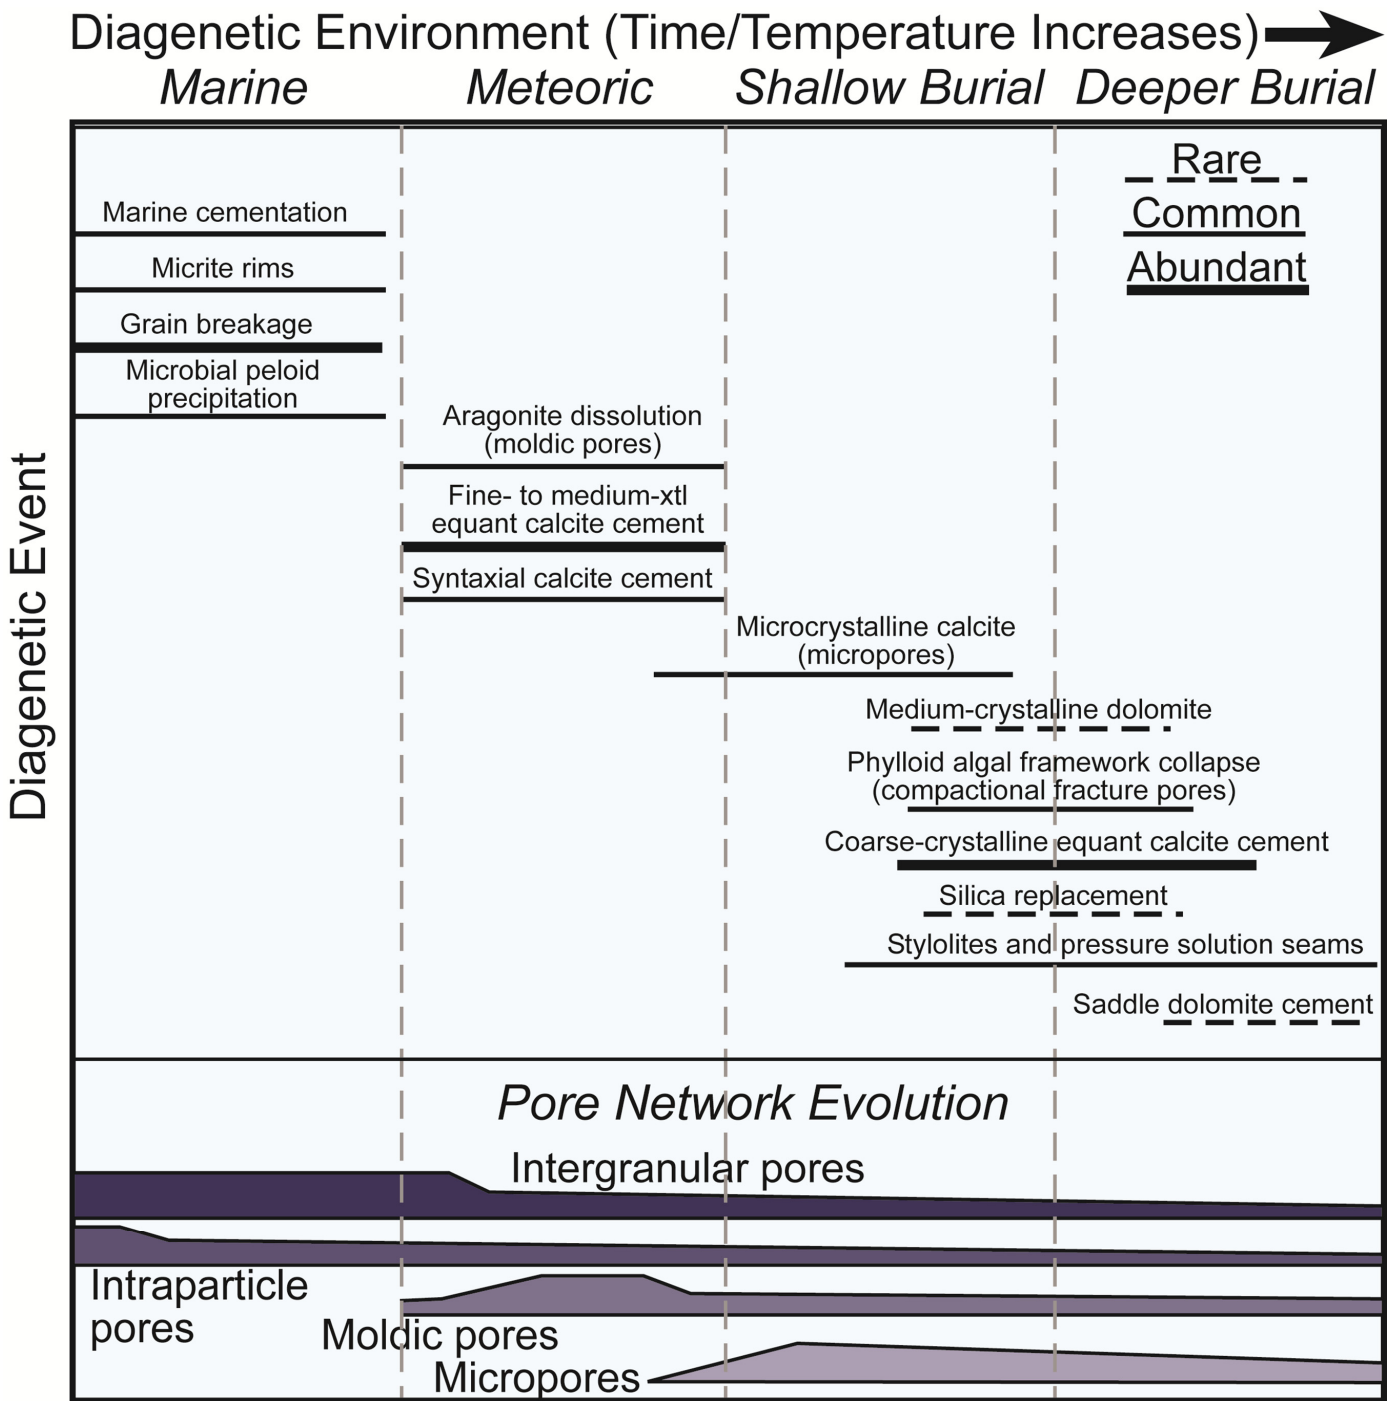 Diagenetic Environment (Time/Temperature Increases)
Marine
Meteoric
Shallow Burial
Deeper Burial
Rare
Common
Abundant
Diagenetic Event
Marine cementation
Micrite rims
Grain breakage
Microbial peloid
precipitation
Aragonite dissolution
(moldic pores)
Fine- to medium-xtl
equant calcite cement
Syntaxial calcite cement
Microcrystalline calcite
(micropores)
Medium-crystalline dolomite
Phylloid algal framework collapse
(compactional fracture pores)
Coarse-crystalline equant calcite cement
Silica replacement
Stylolites and pressure solution seams
Saddle dolomite cement
Pore Network Evolution
Intergranular pores
Intraparticle
pores
Moldic pores
Micropores